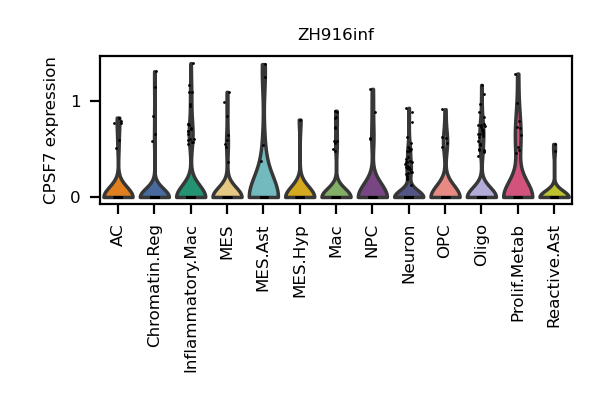 ZH916inf
CPSF7 expression
1
0
AC
Chromatin.Reg
Inflammatory.Mac
MES
MES.Ast
MES.Hyp
Mac
NPC
Neuron
OPC
Oligo
Prolif.Metab
Reactive.Ast